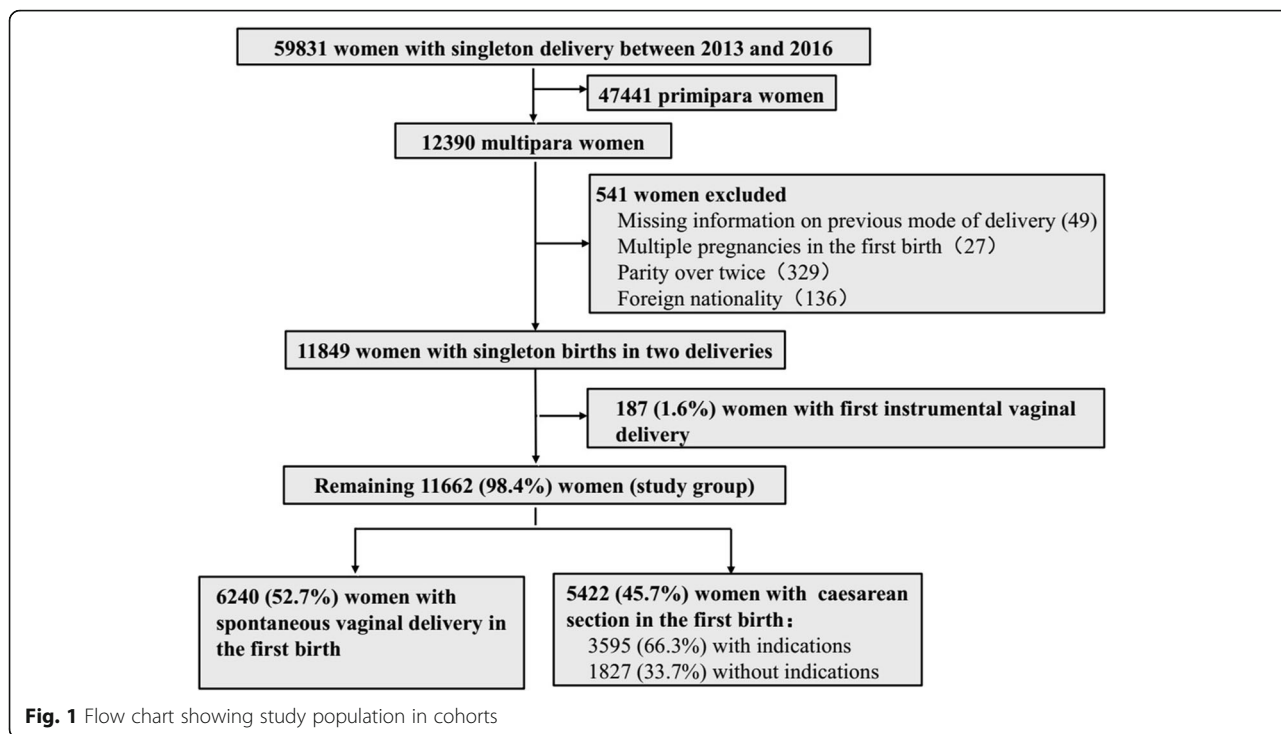 59831 women with singleton delivery between 2013 and 2016
47441 primipara women
12390 multipara women
541 women excluded
Missing information on previous mode of delivery (49)
Multiple pregnancies in the first birth（27）
Parity over twice（329）
Foreign nationality（136）
11849 women with singleton births in two deliveries
187 (1.6%) women with first instrumental vaginal
delivery
Remaining 11662 (98.4%) women (study group)
6240 (52.7%) women with
spontaneous vaginal delivery in
the first birth
5422 (45.7%) women with caesarean
section in the first birth：
3595 (66.3%) with indications
1827 (33.7%) without indications
Fig. 1 Flow chart showing study population in cohorts